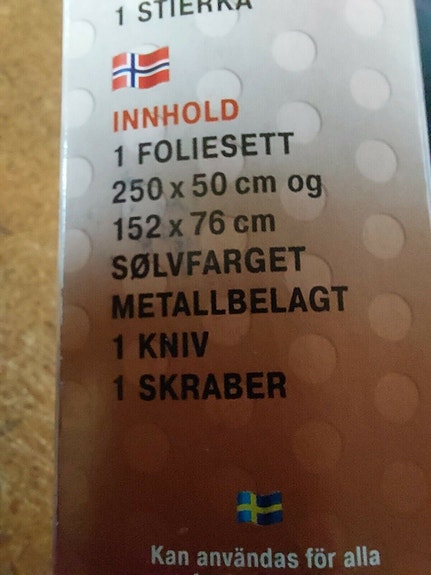 1 STIERKA
INNHOLD
1 FOLIESETT
250 x 50 cm og
152 x 76 cm
SØLVFARGET
METALLBELAGT
1 KNIV
1 SKRABER
Kan användas för alla